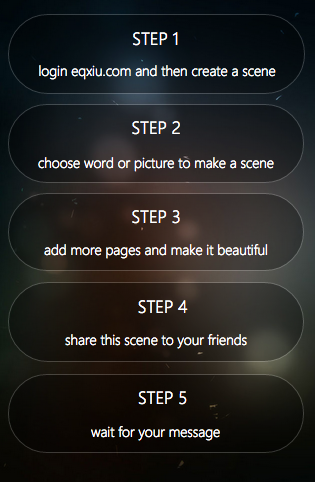 STEP 1
login eqxiu.com and then create a scene
STEP 2
choose word or picture to make a scene
STEP 3
add more pages and make it beautiful
STEP 4
share this scene to your friends
STEP 5
wait for your message